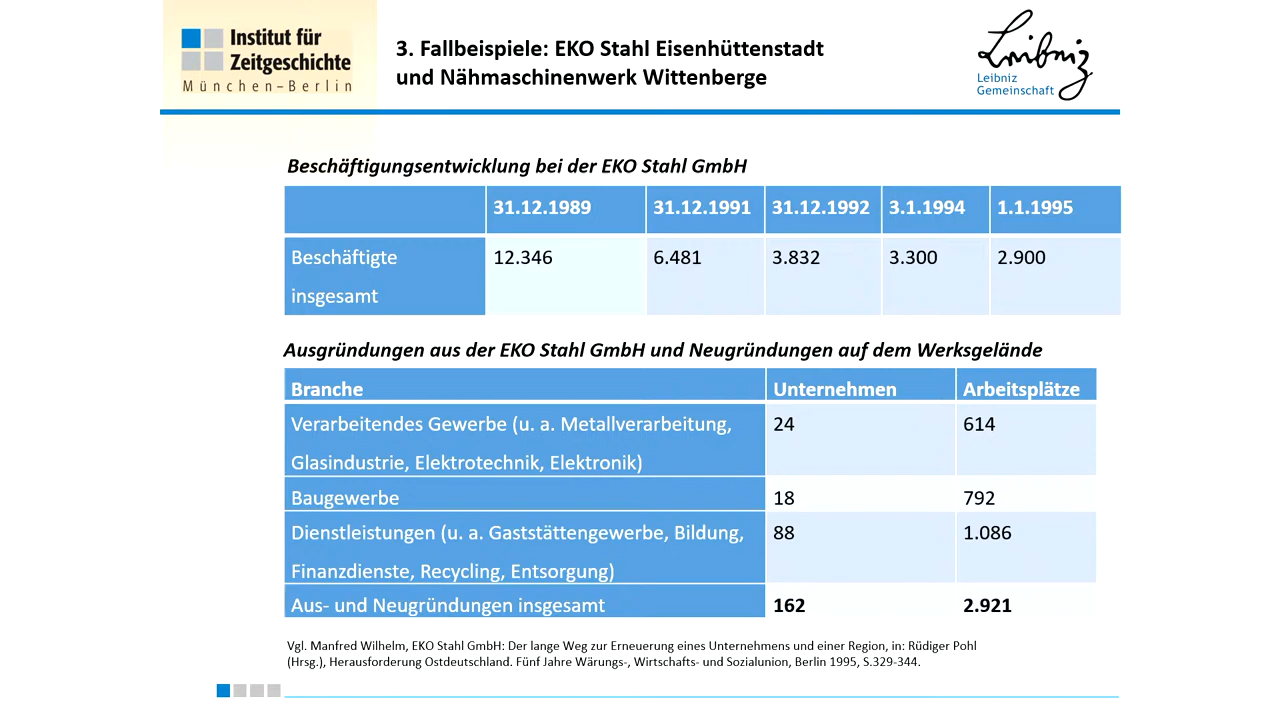 Institut für
Zeitgeschichte
München–Berlin
3. Fallbeispiele: EKO Stahl Eisenhüttenstadt
und Nähmaschinenwerk Wittenberge
Leibniz
Leibniz
Gemeinschaft
Beschäftigungsentwicklung bei der EKO Stahl GmbH
31.12.1989 31.12.1991 31.12.1992 3.1.1994 1.1.1995
Beschäftigte 12.346 6.481 3.832 3.300 2.900
insgesamt
Ausgründungen aus der EKO Stahl GmbH und Neugründungen auf dem Werksgelände
Branche Unternehmen Arbeitsplätze
Verarbeitendes Gewerbe (u. a. Metallverarbeitung, 24 614
Glasindustrie, Elektrotechnik, Elektronik)
Baugewerbe 18 792
Dienstleistungen (u. a. Gaststättengewerbe, Bildung, 88 1.086
Finanzdienste, Recycling, Entsorgung)
Aus- und Neugründungen insgesamt 162 2.921
Vgl. Manfred Wilhelm, EKO Stahl GmbH: Der lange Weg zur Erneuerung eines Unternehmens und einer Region, in: Rüdiger Pohl
(Hrsg.), Herausforderung Ostdeutschland. Fünf Jahre Wärungs-, Wirtschafts- und Sozialunion, Berlin 1995, S.329-344.